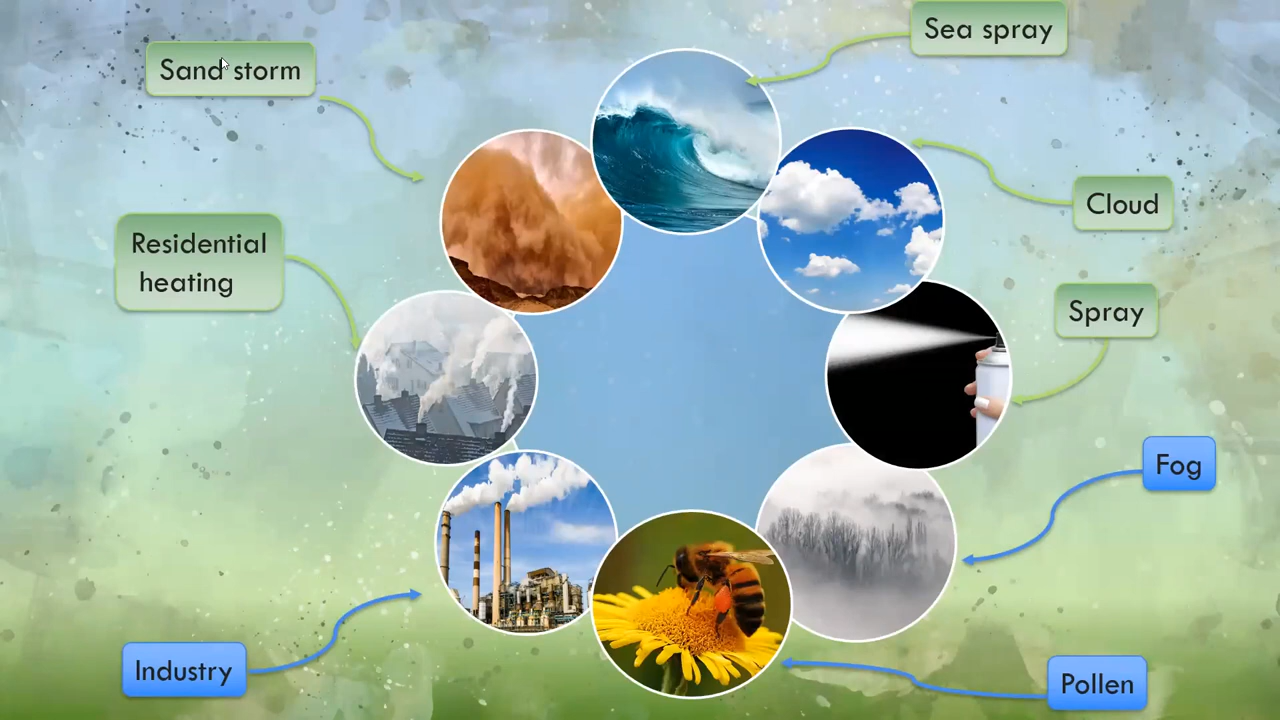 Sea spray
Sand storm
Cloud
Residential
heating
Spray
Fog
Industry
Pollen